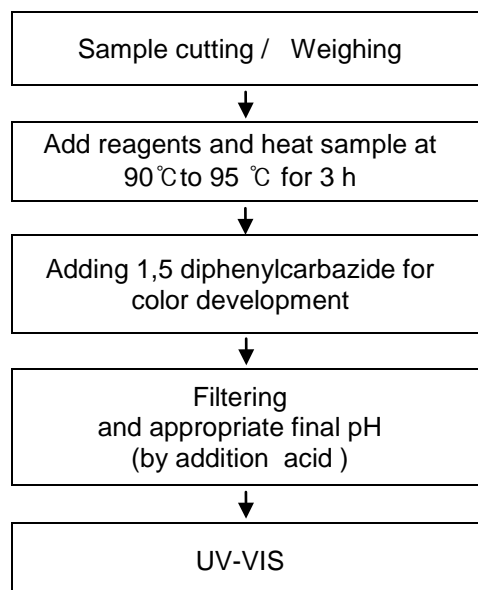 Sample cutting / Weighing
Add reagents and heat sample at
90℃to 95 ℃ for 3 h
Adding 1,5 diphenylcarbazide for
color development
Filtering
and appropriate final pH
(by addition acid )
UV-VIS